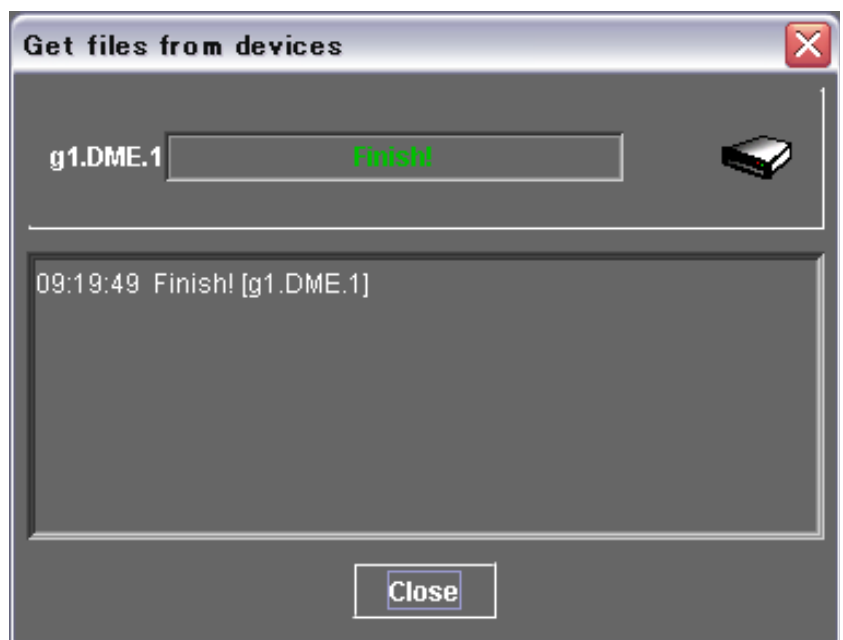 Get files from devices
g1.DME.1 Finish!
09:19:49 Finish! [g1.DME.1]
Close